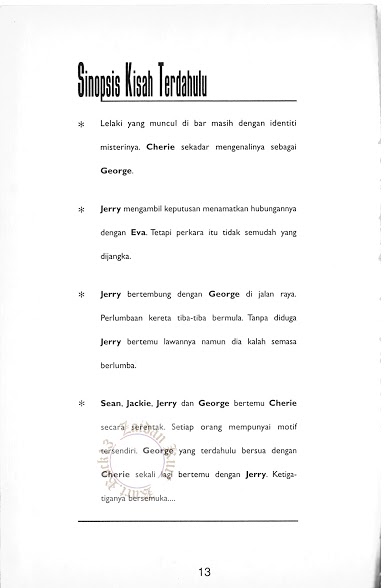 Sinopsis Kisah Terdahulu
* Lelaki yang muncul di bar masih dengan identiti
misterinya. Cherie sekadar mengenalinya sebagai
George.
* Jerry mengambil keputusan menamatkan hubungannya
dengan Eva. Tetapi perkara itu tidak semudah yang
dijangka.
* Jerry bertembung dengan George di jalan raya.
Perlumbaan kereta tiba-tiba bermula. Tanpa diduga
Jerry bertemu lawannya namun dia kalah semasa
berlumba.
* Sean, Jackie, Jerry dan George bertemu Cherie
secara serentak. Setiap orang mempunyai motif
tersendiri. George yang terdahulu bersua dengan
Cherie sekali lagi bertemu dengan Jerry. Ketiga-
tiganya bersemuka....
13